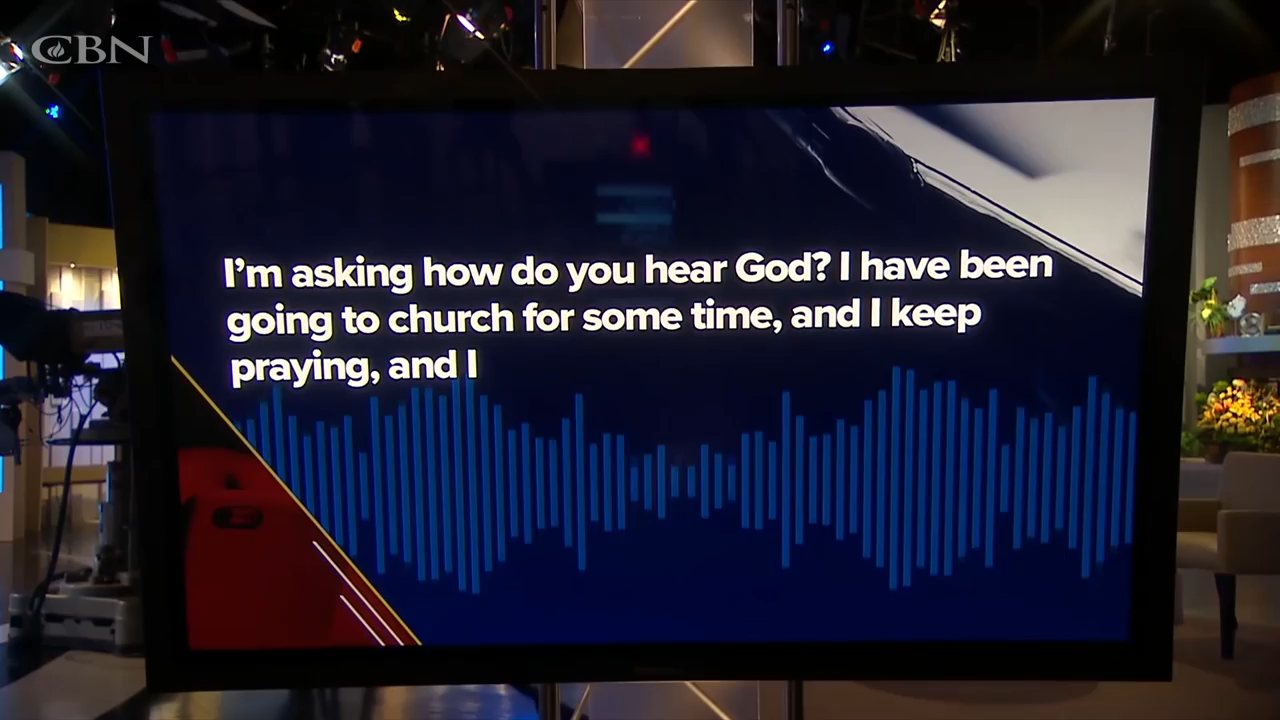 CBN
I'm asking how do you hear God? I have been
going to church for some time, and I keep
praying, and I